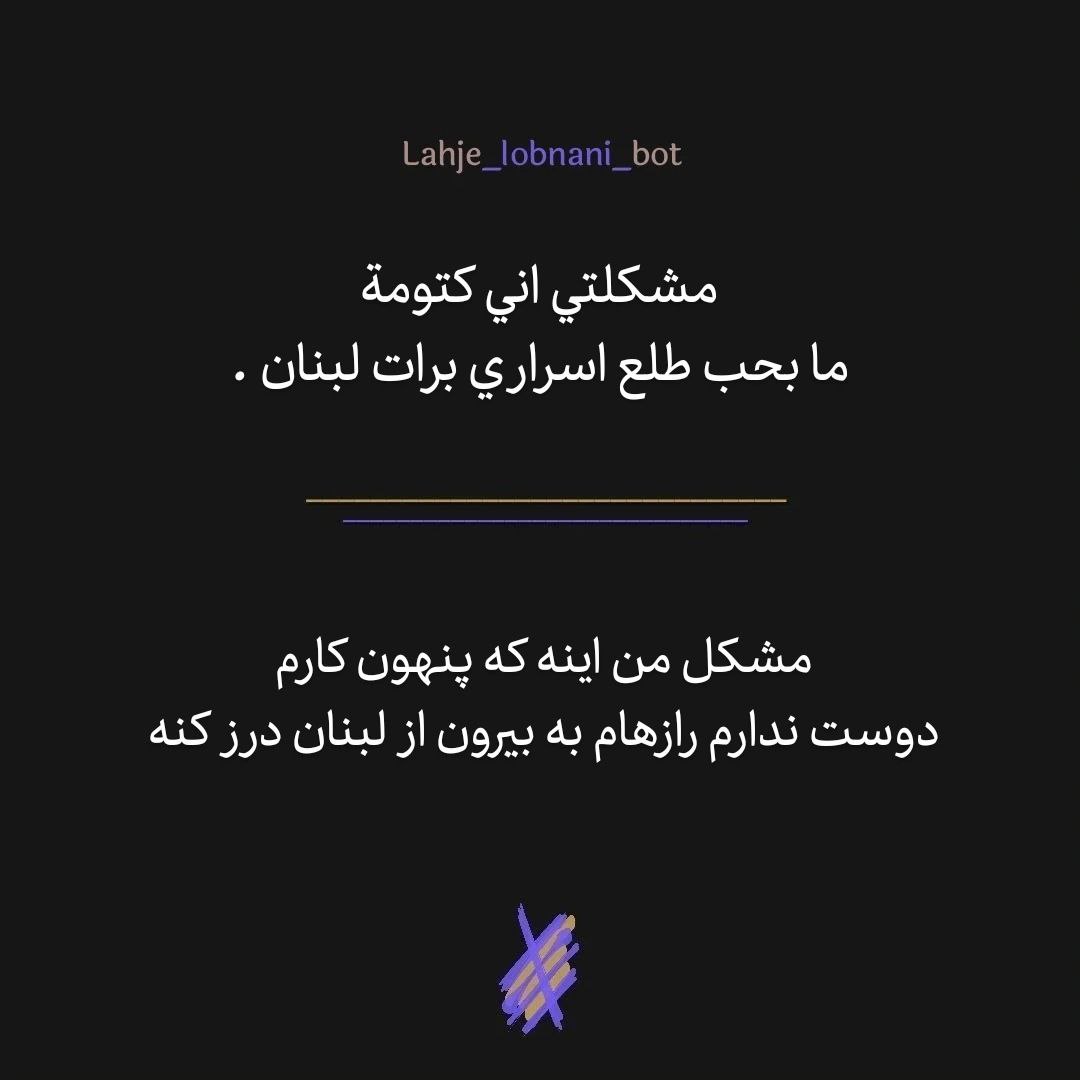 Lahje_lobnani_bot
مشكلتي اني كتومة
ما بحب طلع اسراري برات لبنان .
مشکل من اینه که پنهون کارم
دوست ندارم رازهام به بیرون از لبنان درز کنه